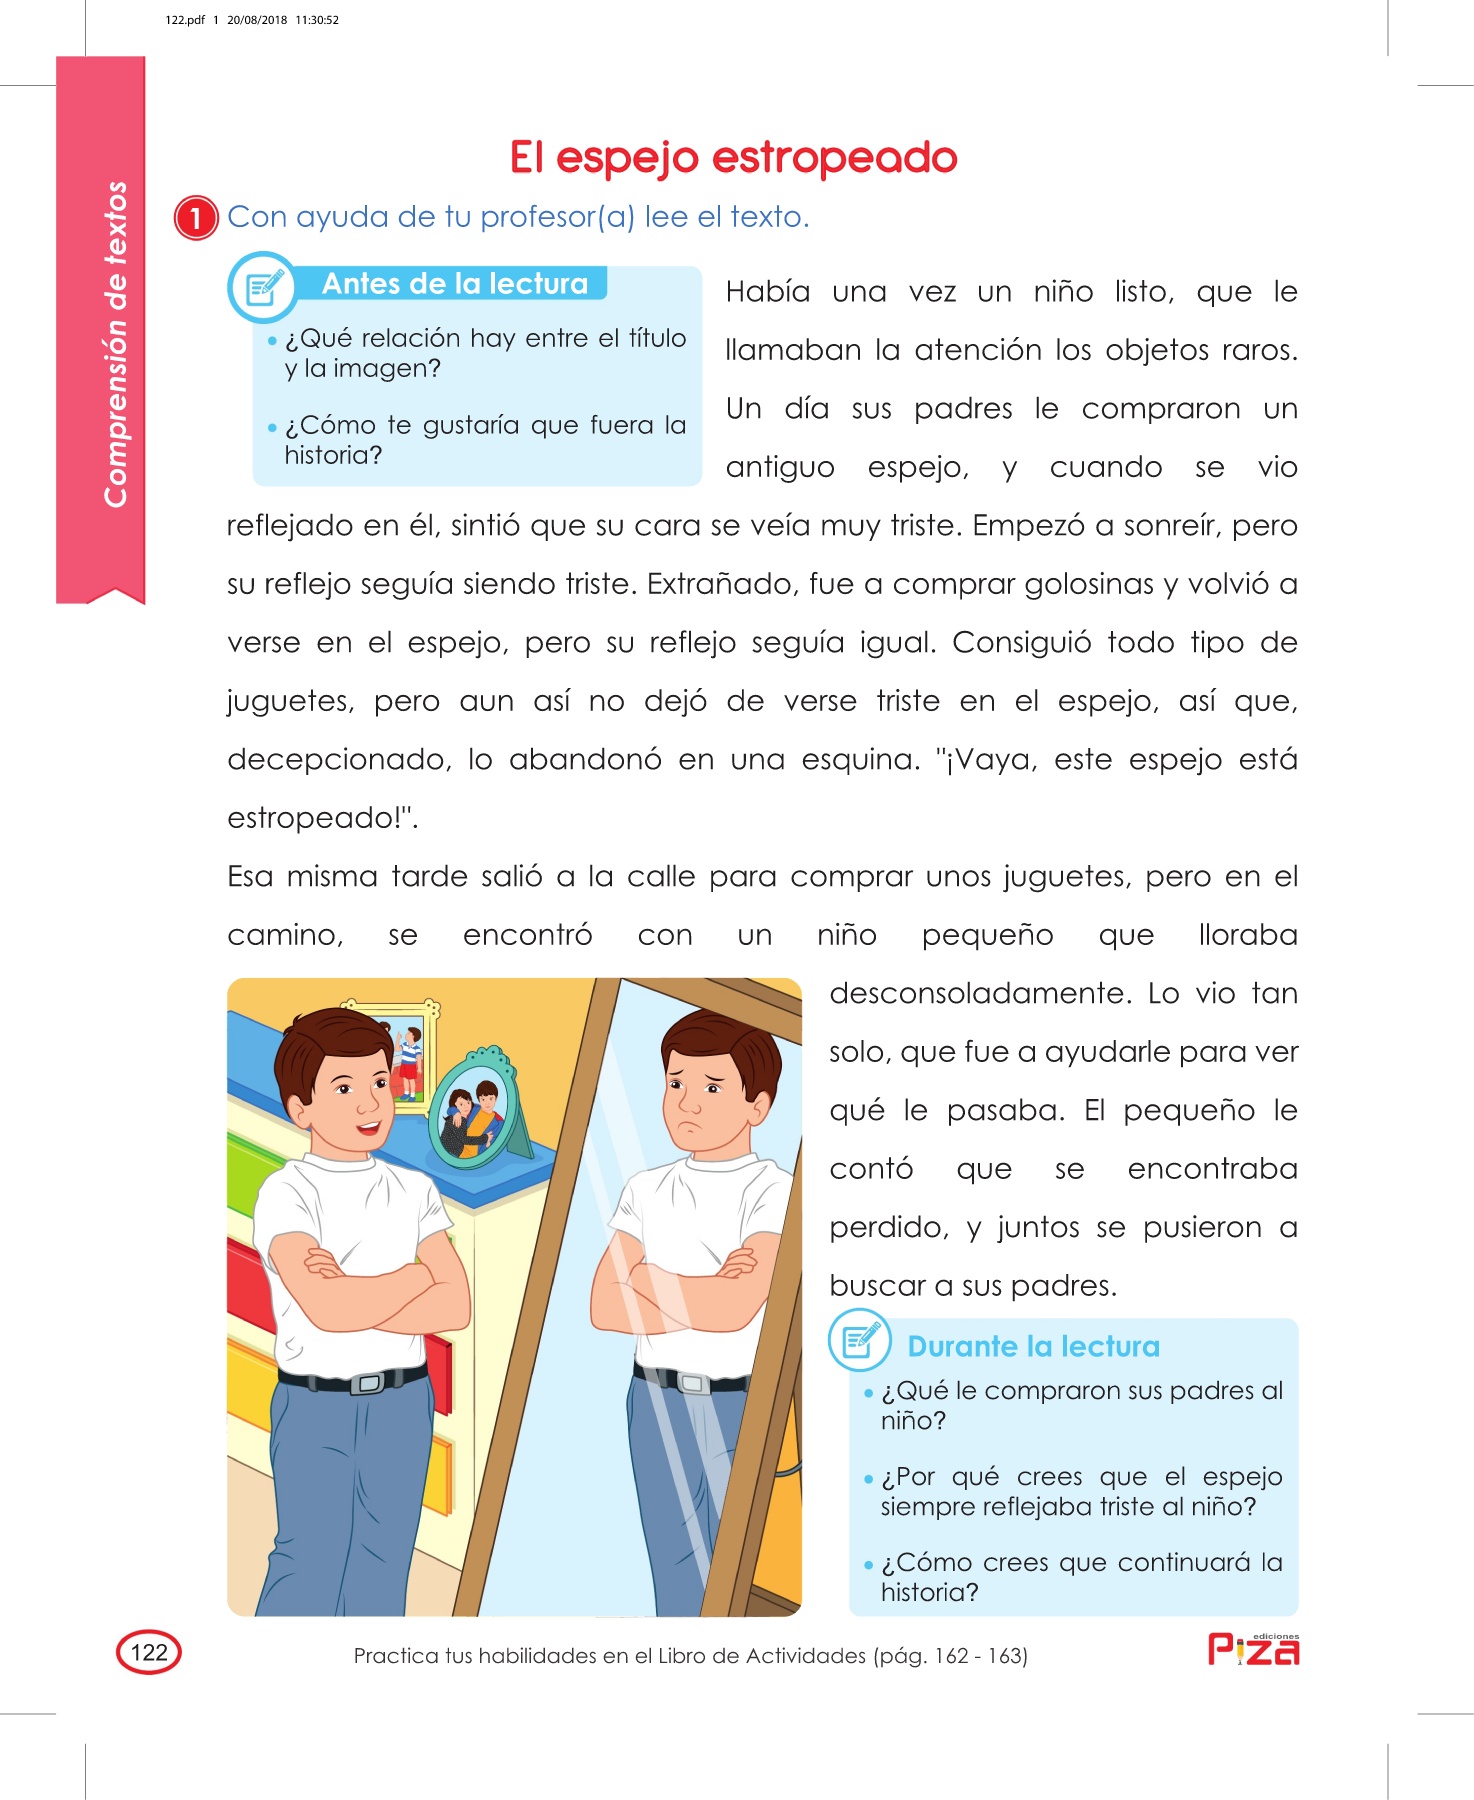 122.pdf 1 20/08/2018 11:30:52
Comprensión de textos
El espejo estropeado
1 Con ayuda de tu profesor(a) lee el texto.
Antes de la lectura
• ¿Qué relación hay entre el título
y la imagen?
• ¿Cómo te gustaría que fuera la
historia?
Había una vez un niño listo, que le
llamaban la atención los objetos raros.
Un día sus padres le compraron un
antiguo espejo, y cuando se vio
reflejado en él, sintió que su cara se veía muy triste. Empezó a sonreír, pero
su reflejo seguía siendo triste. Extrañado, fue a comprar golosinas y volvió a
verse en el espejo, pero su reflejo seguía igual. Consiguió todo tipo de
juguetes, pero aun así no dejó de verse triste en el espejo, así que,
decepcionado, lo abandonó en una esquina. "¡Vaya, este espejo está
estropeado!".
Esa misma tarde salió a la calle para comprar unos juguetes, pero en el
camino, se encontró con un niño pequeño que lloraba
desconsoladamente. Lo vio tan
solo, que fue a ayudarle para ver
qué le pasaba. El pequeño le
contó que se encontraba
perdido, y juntos se pusieron a
buscar a sus padres.
Durante la lectura
• ¿Qué le compraron sus padres al
niño?
• ¿Por qué crees que el espejo
siempre reflejaba triste al niño?
• ¿Cómo crees que continuará la
historia?
122
Practica tus habilidades en el Libro de Actividades (pág. 162 - 163)
ediciones
Piza